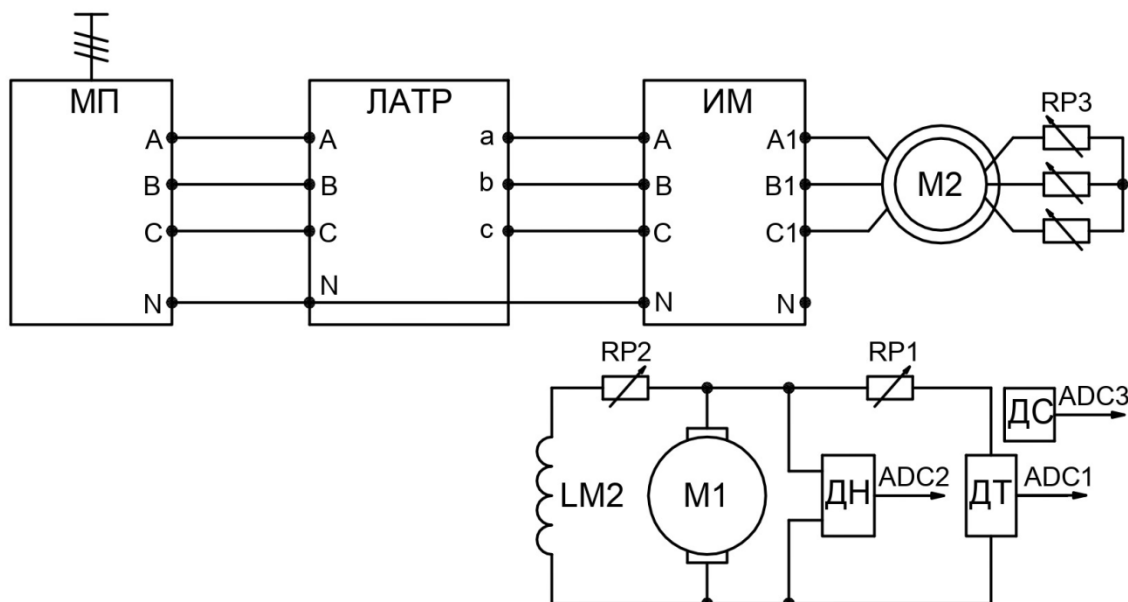 МП ЛАТР ИМ RP3
A A a A A1
B B b B B1 M2
C C c C C1
N N N N
RP2 RP1
ДС ADC3
LM2 M1 ДН ADC2 ДТ ADC1